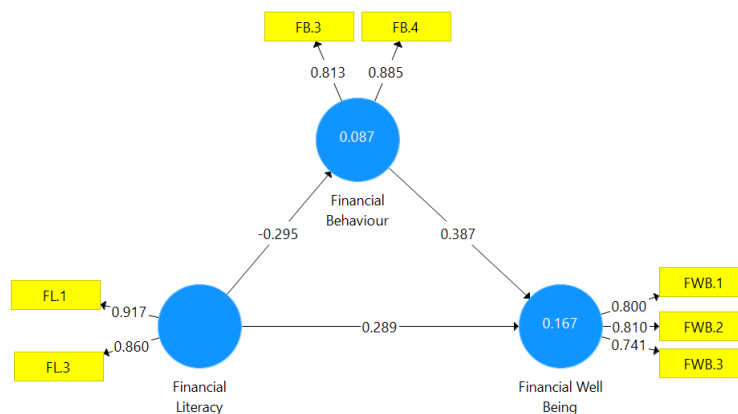 FB.3
FB.4
0.813
0.885
0.087
Financial
Behaviour
-0.295
0.387
FL.1
0.917
FL.3
0.860
0.289
Financial
Literacy
0.167
Financial Well
Being
0.800
FWB.1
0.810
FWB.2
0.741
FWB.3